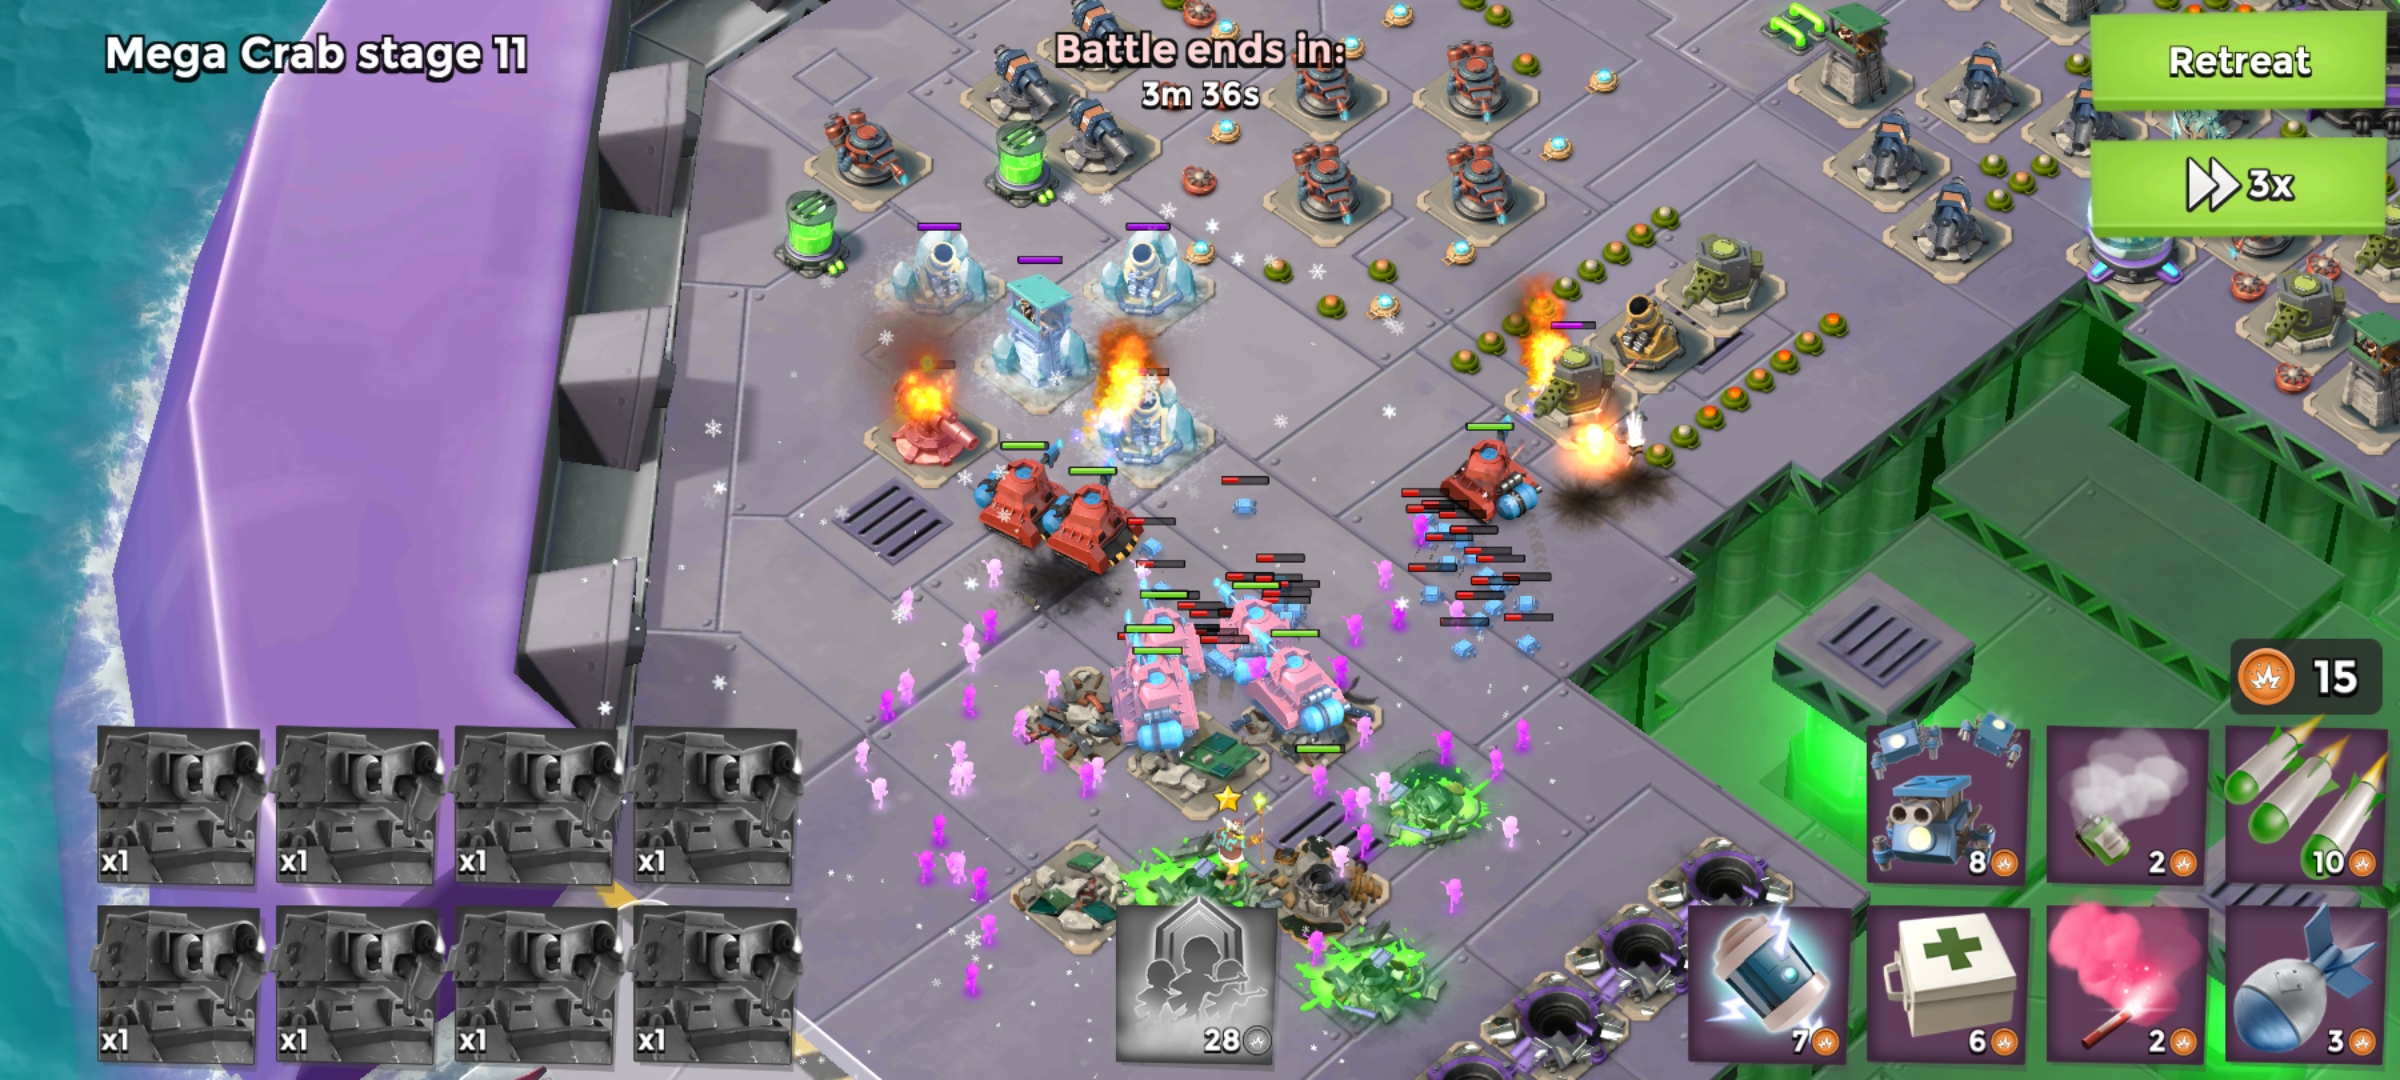 Mega Crab stage 11
Battle ends in:
3m 36s
Retreat
3x
15
x1
x1
x1
x1
8
2
10
x1
x1
x1
x1
28
7
6
2
3